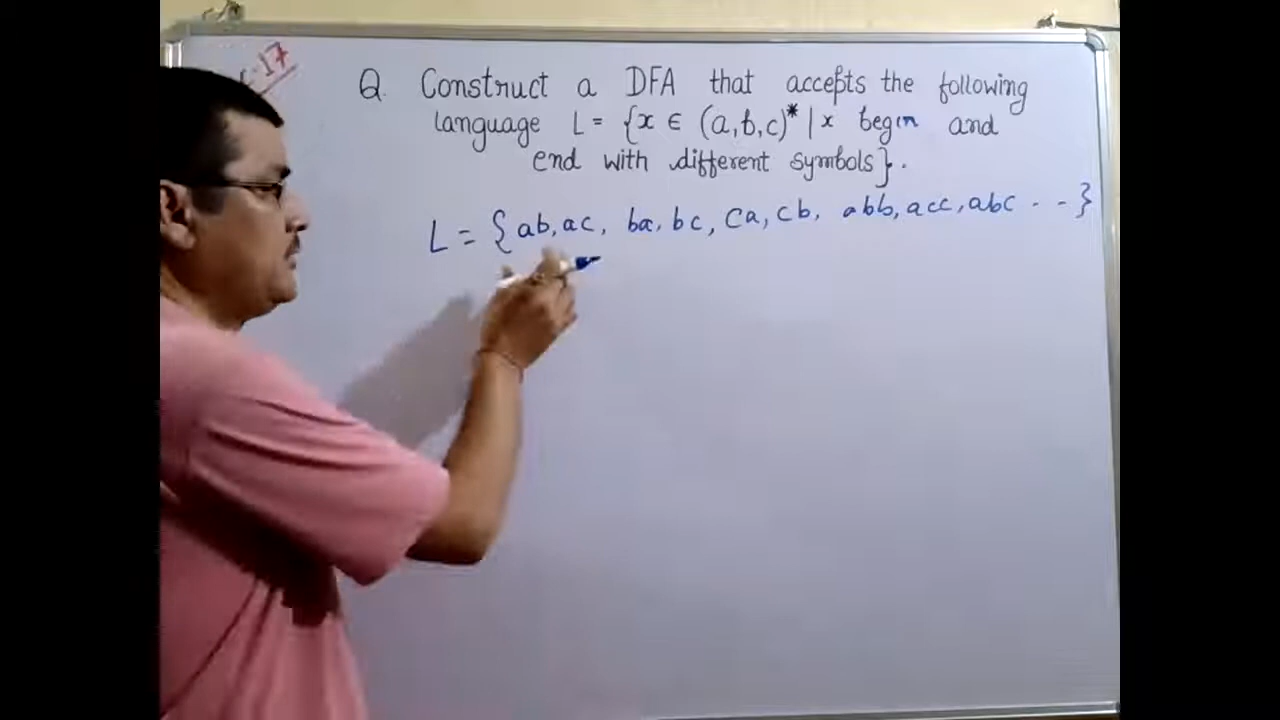 17
Q. Construct a DFA that accepts the following
language L = {x ∈ (a,b,c)* | x begin and
end with different symbols}.
L = {ab, ac, ba, bc, ca, cb, abb, acc, abc - - }